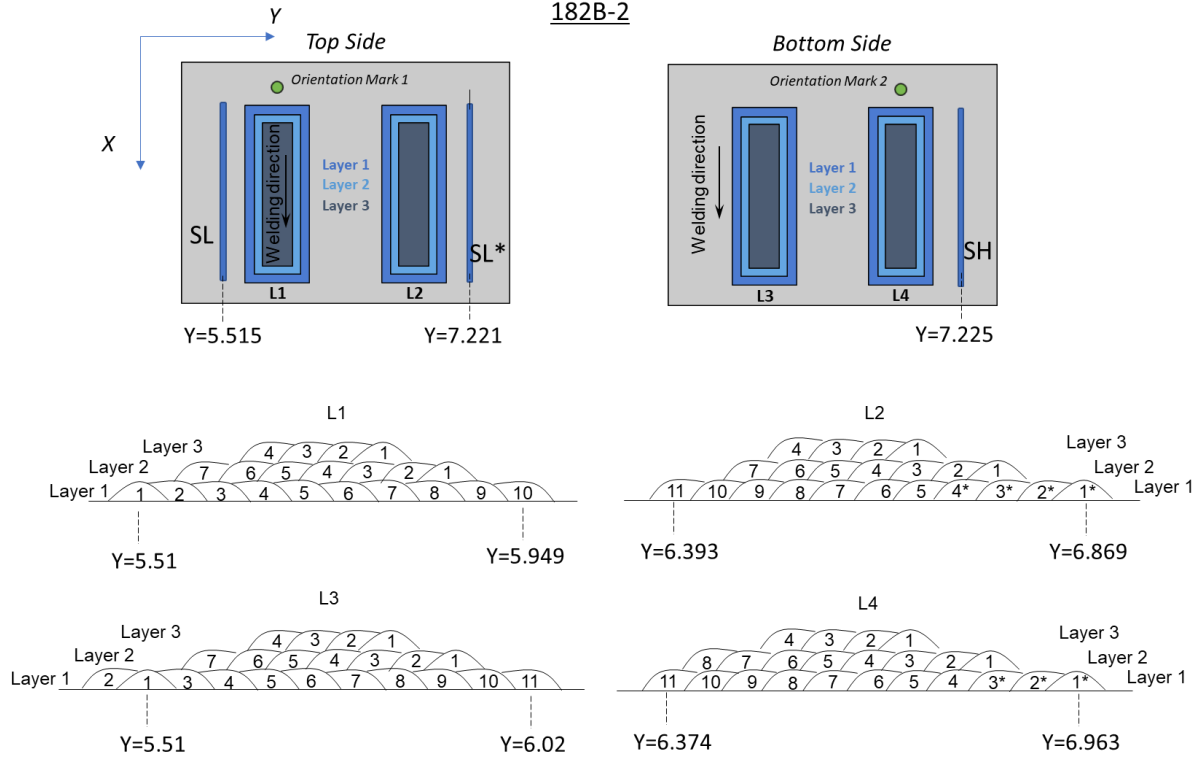 182B-2
Y
Top Side
Bottom Side
Orientation Mark 1
Orientation Mark 2
X
Welding direction
Layer 1
Layer 2
Layer 3
Welding direction
Layer 1
Layer 2
Layer 3
SL
SL*
SH
L1
L2
L3
L4
Y=5.515
Y=7.221
Y=7.225
L1
Layer 3
4 3 2 1
Layer 2
7 6 5 4 3 2 1
Layer 1
1 2 3 4 5 6 7 8 9 10
Y=5.51
Y=5.949
L2
4 3 2 1
Layer 3
7 6 5 4 3 2 1
Layer 2
11 10 9 8 7 6 5 4* 3* 2* 1*
Layer 1
Y=6.393
Y=6.869
L3
Layer 3
4 3 2 1
Layer 2
7 6 5 4 3 2 1
Layer 1
2 1 3 4 5 6 7 8 9 10 11
Y=5.51
Y=6.02
L4
4 3 2 1
Layer 3
8 7 6 5 4 3 2 1
Layer 2
11 10 9 8 7 6 5 4 3* 2* 1*
Layer 1
Y=6.374
Y=6.963